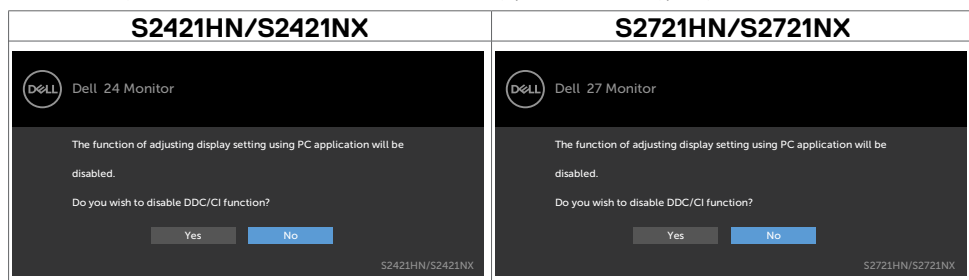 S2421HN/S2421NX
S2721HN/S2721NX
DELL
Dell 24 Monitor
The function of adjusting display setting using PC application will be
disabled.
Do you wish to disable DDC/CI function?
Yes
No
S2421HN/S2421NX
DELL
Dell 27 Monitor
The function of adjusting display setting using PC application will be
disabled.
Do you wish to disable DDC/CI function?
Yes
No
S2721HN/S2721NX